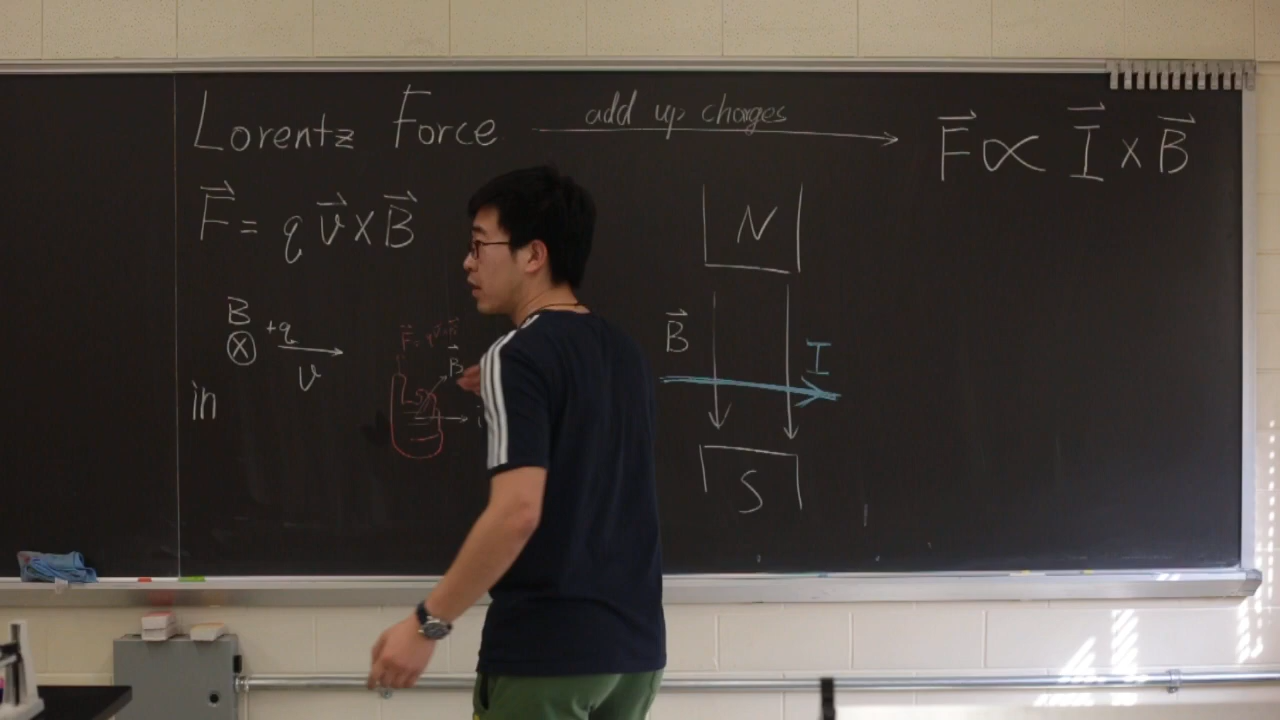 Lorentz Force
add up charges
F ∝ I x B
F = q v x B
B
+q
v
in
B
i
N
B
I
S